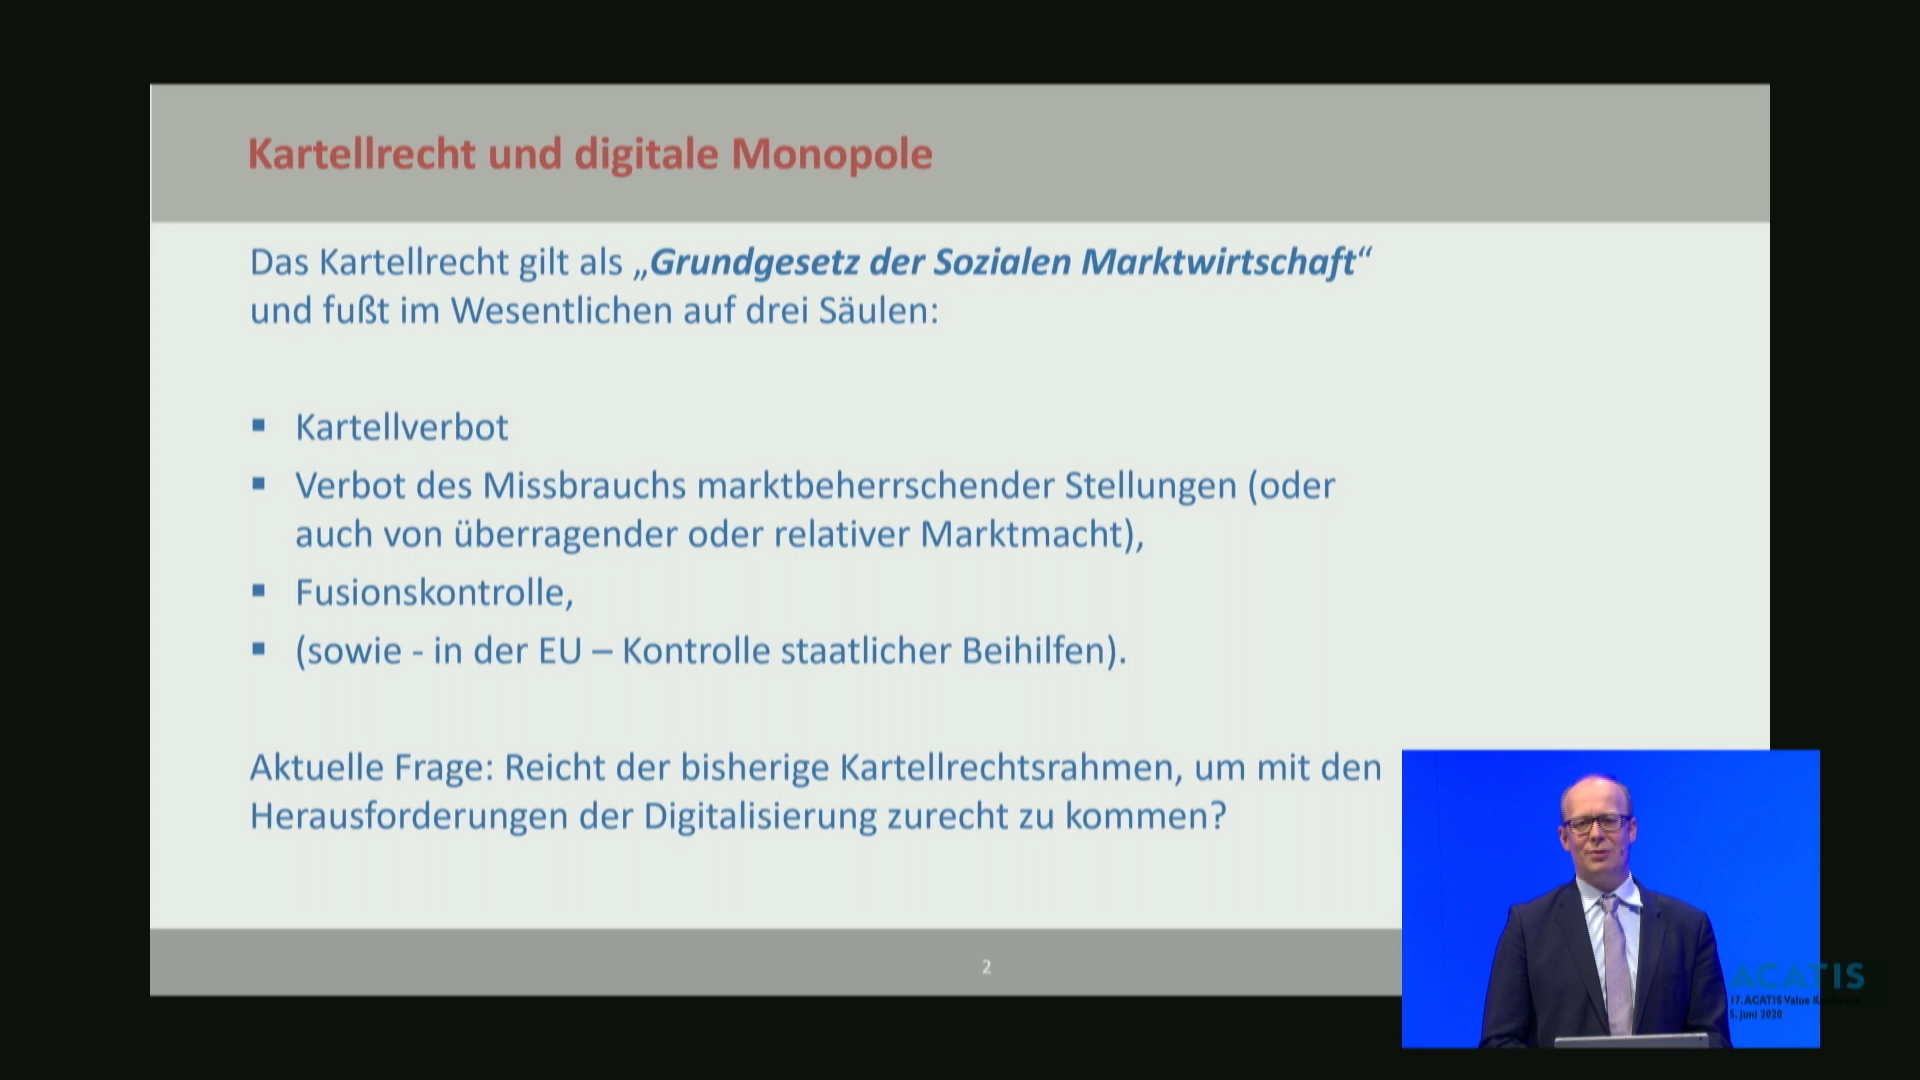 Kartellrecht und digitale Monopole
Das Kartellrecht gilt als „Grundgesetz der Sozialen Marktwirtschaft“
und fußt im Wesentlichen auf drei Säulen:
▪ Kartellverbot
▪ Verbot des Missbrauchs marktbeherrschender Stellungen (oder
auch von überragender oder relativer Marktmacht),
▪ Fusionskontrolle,
▪ (sowie - in der EU – Kontrolle staatlicher Beihilfen).
Aktuelle Frage: Reicht der bisherige Kartellrechtsrahmen, um mit den
Herausforderungen der Digitalisierung zurecht zu kommen?
2
ACATIS
17. ACATIS Value
5. Juni 2020